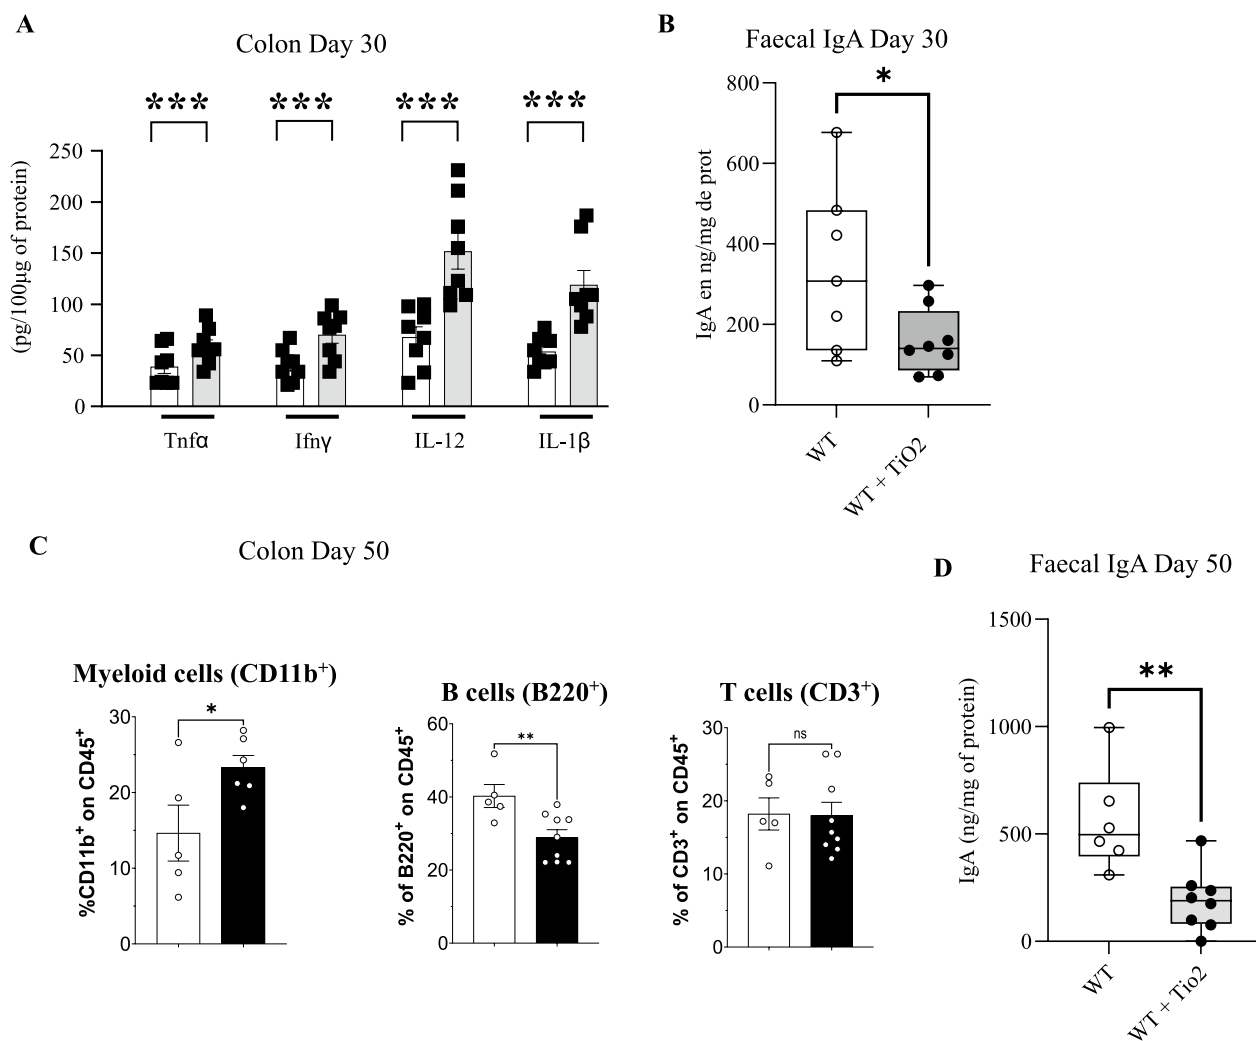 A
Colon Day 30
*** *** *** ***
(pg/100µg of protein)
250
200
150
100
50
0
Tnfα Ifnγ IL-12 IL-1β
B
Faecal IgA Day 30
*
IgA en ng/mg de prot
800
600
400
200
0
WT
WT + TiO2
C
Colon Day 50
Myeloid cells (CD11b⁺)
*
%CD11b⁺ on CD45⁺
30
20
10
0
B cells (B220⁺)
**
% of B220⁺ on CD45⁺
60
40
20
0
T cells (CD3⁺)
ns
% of CD3⁺ on CD45⁺
30
20
10
0
D
Faecal IgA Day 50
**
IgA (ng/mg of protein)
1500
1000
500
0
WT
WT + Tio2